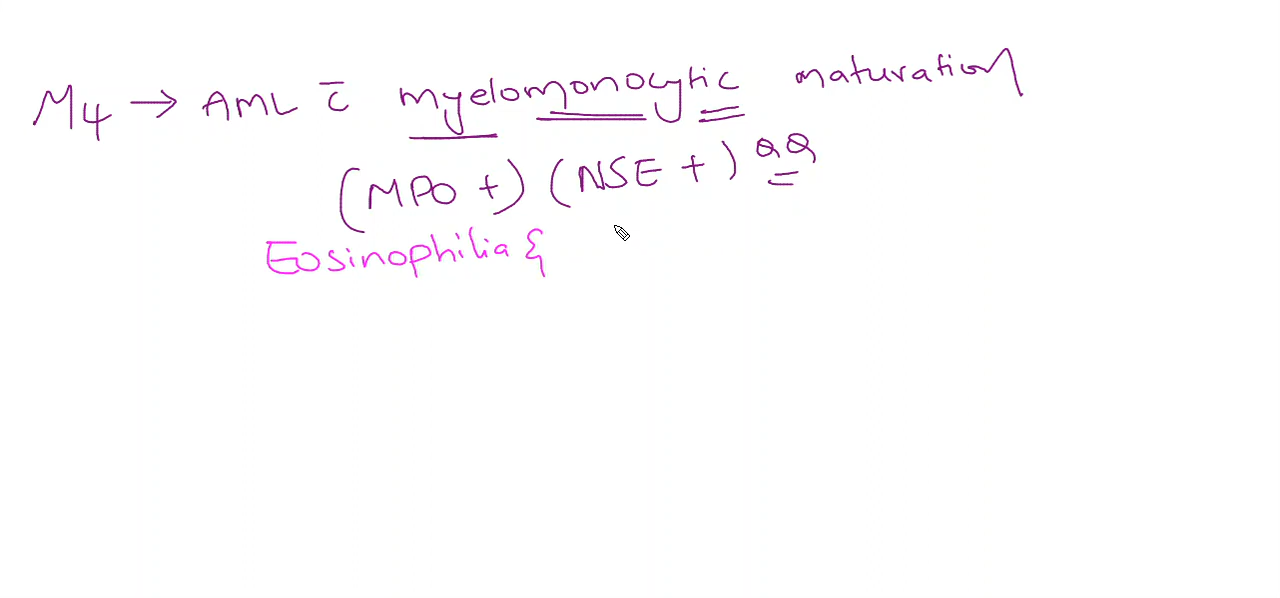 M4 → AML c̄ myelomonocytic maturation
(MPO +) (NSE +) QQ
Eosinophilia {